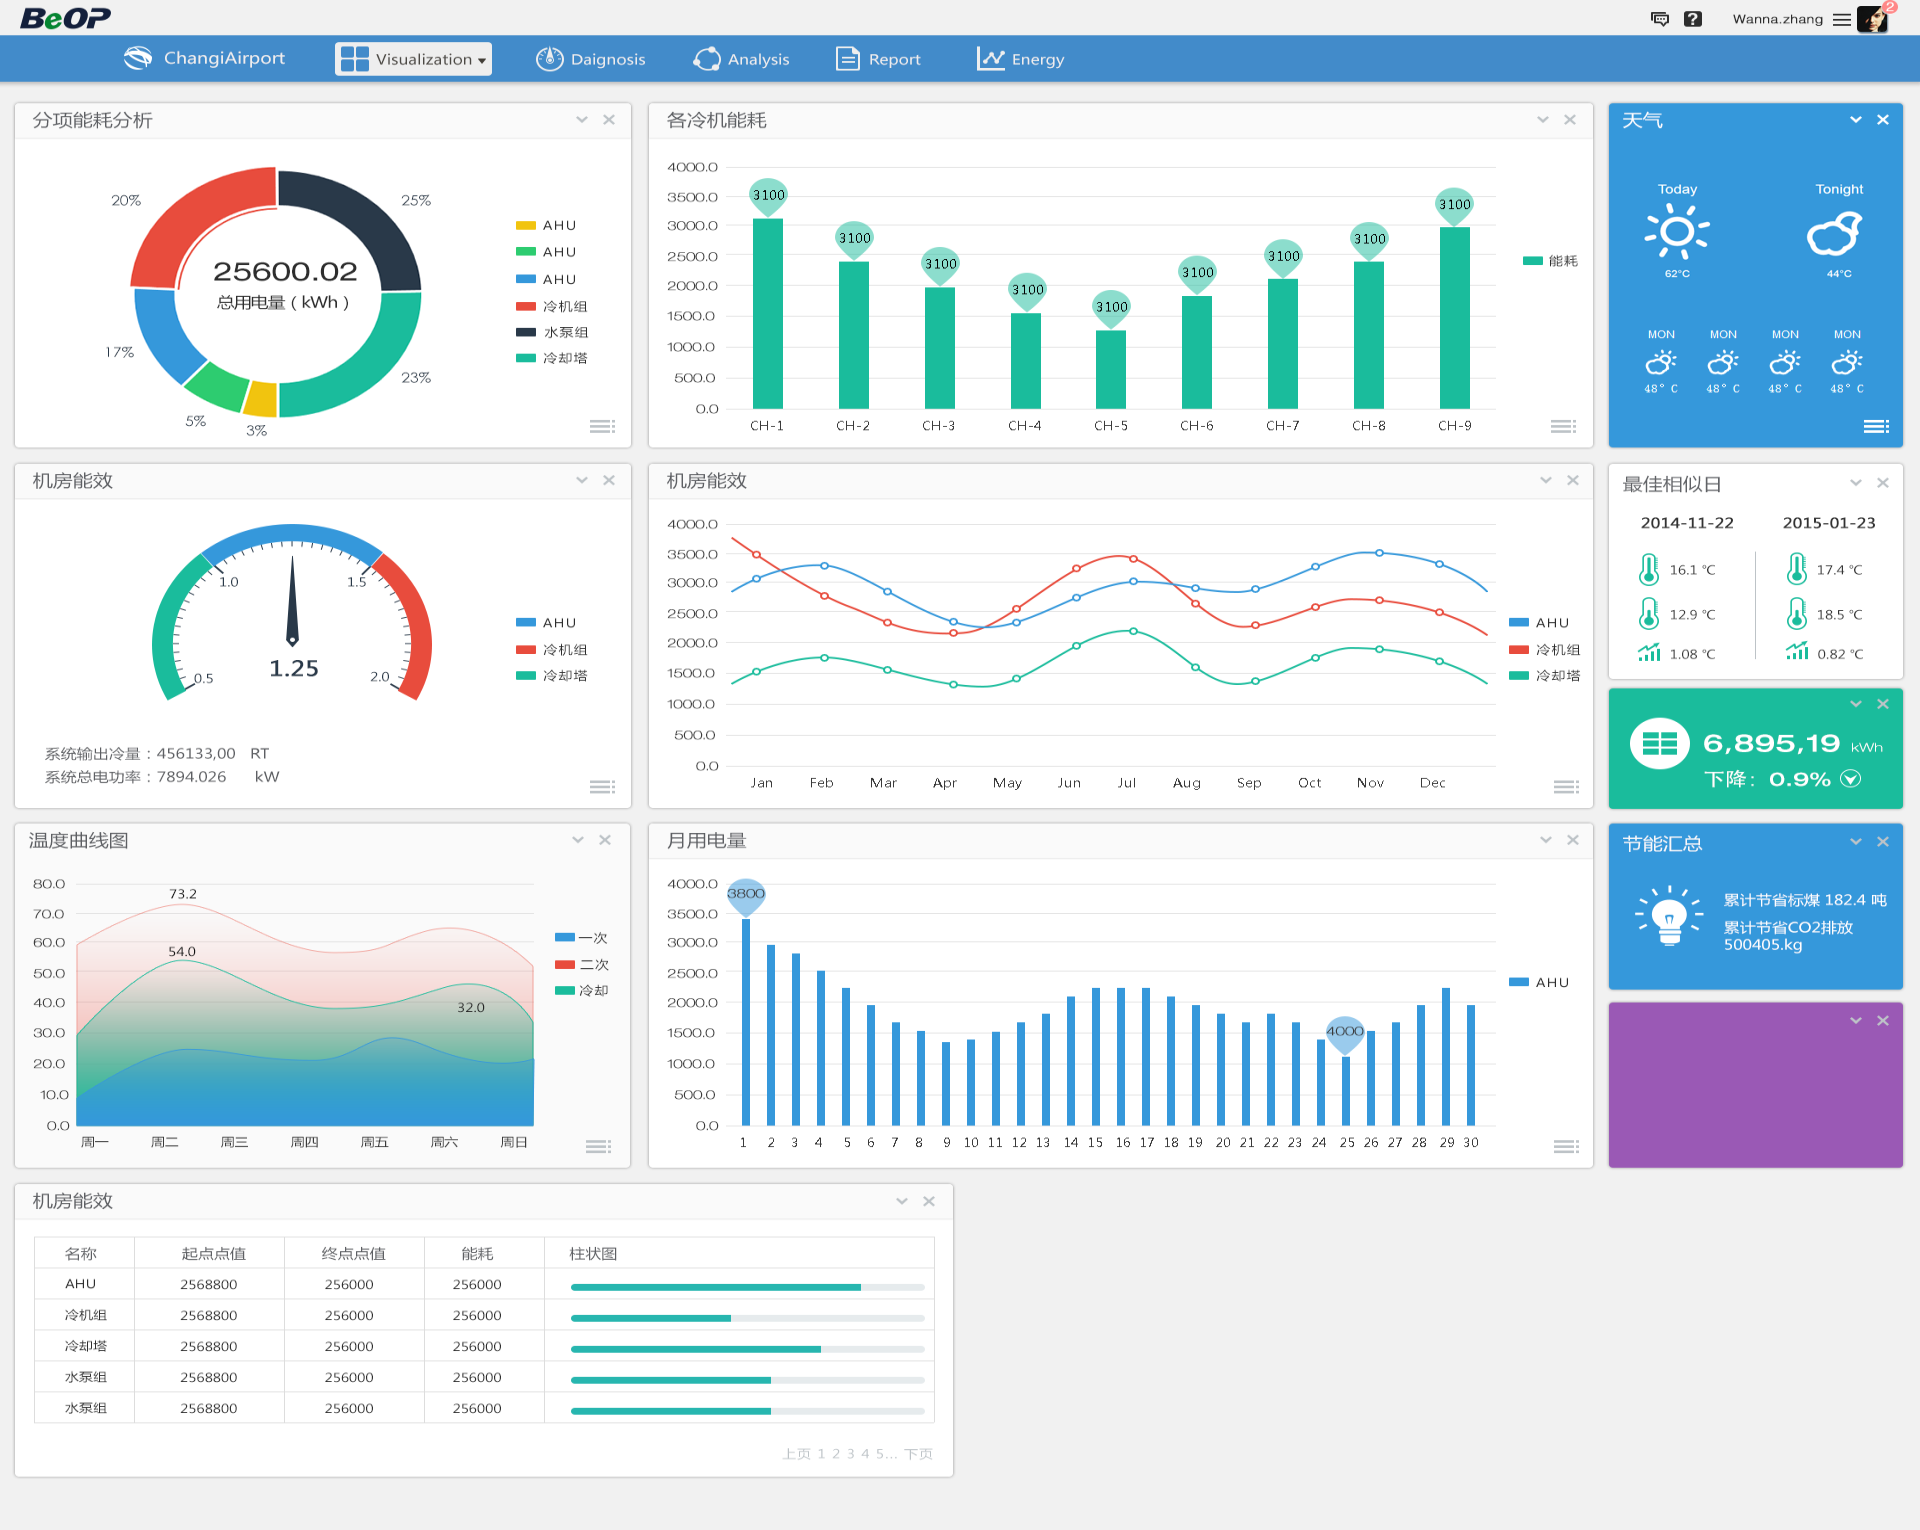 BeOP
Wanna.zhang
2
ChangiAirport
Visualization
Daignosis
Analysis
Report
Energy
分项能耗分析
20%
25%
17%
23%
5%
3%
25600.02
总用电量 ( kWh )
AHU
AHU
AHU
冷机组
水泵组
冷却塔
各冷机能耗
4000.0
3500.0
3000.0
2500.0
2000.0
1500.0
1000.0
500.0
0.0
3100
3100
3100
3100
3100
3100
3100
3100
3100
CH-1 CH-2 CH-3 CH-4 CH-5 CH-6 CH-7 CH-8 CH-9
能耗
天气
Today Tonight
62°C 44°C
MON MON MON MON
48° C 48° C 48° C 48° C
机房能效
0.5
1.0
1.5
2.0
1.25
AHU
冷机组
冷却塔
系统输出冷量 : 456133,00 RT
系统总电功率 : 7894.026 kW
机房能效
4000.0
3500.0
3000.0
2500.0
2000.0
1500.0
1000.0
500.0
0.0
Jan Feb Mar Apr May Jun Jul Aug Sep Oct Nov Dec
AHU
冷机组
冷却塔
最佳相似日
2014-11-22 2015-01-23
16.1 °C 17.4 °C
12.9 °C 18.5 °C
1.08 °C 0.82 °C
6,895,19 kWh
下降: 0.9%
温度曲线图
80.0
70.0
60.0
50.0
40.0
30.0
20.0
10.0
0.0
73.2
54.0
32.0
周一 周二 周三 周四 周五 周六 周日
一次
二次
冷却
月用电量
4000.0
3500.0
3000.0
2500.0
2000.0
1500.0
1000.0
500.0
0.0
3800
4000
1 2 3 4 5 6 7 8 9 10 11 12 13 14 15 16 17 18 19 20 21 22 23 24 25 26 27 28 29 30
AHU
节能汇总
累计节省标煤 182.4 吨
累计节省CO2排放
500405.kg
机房能效
名称 起点点值 终点点值 能耗 柱状图
AHU 2568800 256000 256000
冷机组 2568800 256000 256000
冷却塔 2568800 256000 256000
水泵组 2568800 256000 256000
水泵组 2568800 256000 256000
上页 1 2 3 4 5... 下页